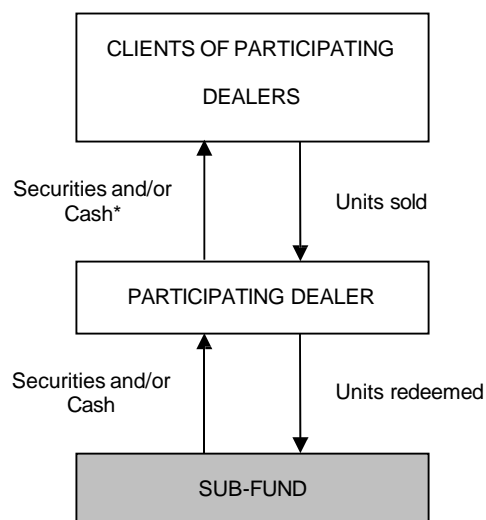 CLIENTS OF PARTICIPATING
DEALERS
Securities and/or
Cash*
Units sold
PARTICIPATING DEALER
Securities and/or
Cash
Units redeemed
SUB-FUND